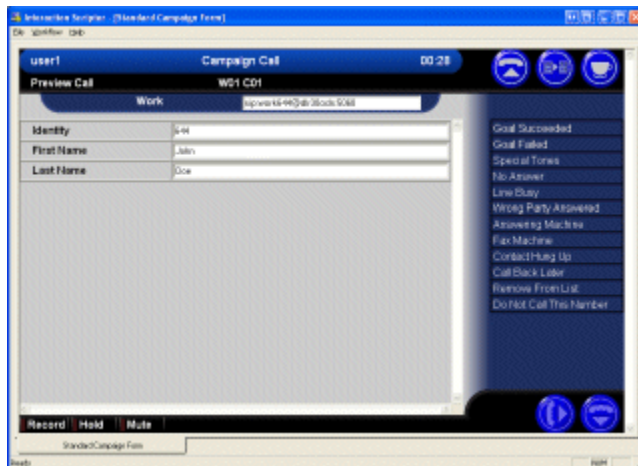 Interaction Scripter - [Standard Campaign Form]
File Workflow Help
user1 Campaign Call 00:28
Preview Call W01 C01
Work
Identity 644
First Name John
Last Name Doe
Goal Succeeded
Goal Failed
Special Tones
No Answer
Line Busy
Wrong Party Answered
Answering Machine
Fax Machine
Contact Hung Up
Call Back Later
Remove From List
Do Not Call This Number
Record Hold Mute
Standard Campaign Form
Ready NUM